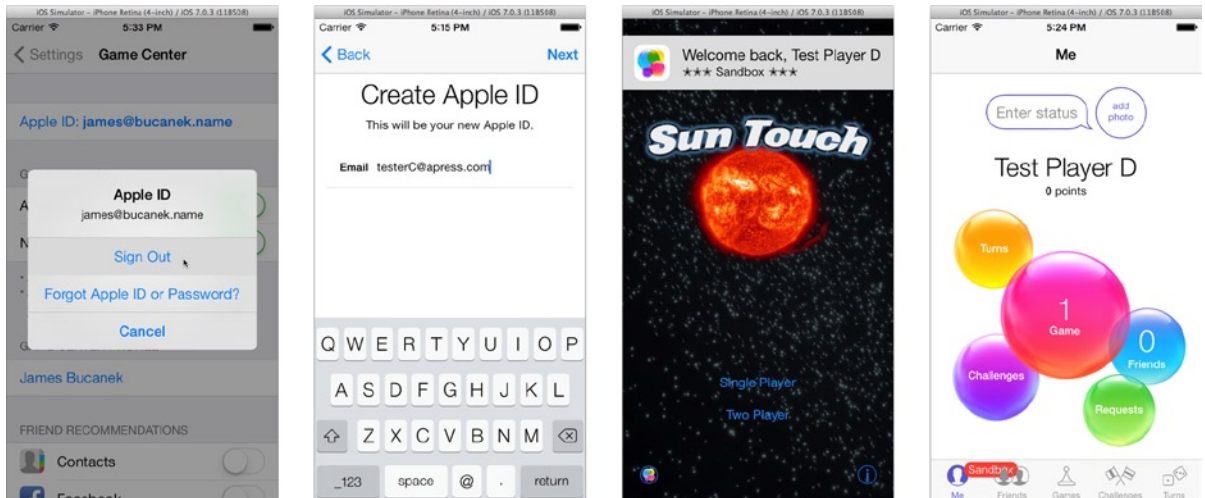 iOS Simulator – iPhone Retina (4-inch) / iOS 7.0.3 (11B508)
Carrier 5:33 PM
Settings Game Center
Apple ID: james@bucanek.name
G
A
N
Apple ID
james@bucanek.name
Sign Out
Forgot Apple ID or Password?
Cancel
James Bucanek
FRIEND RECOMMENDATIONS
Contacts
Facebook
iOS Simulator – iPhone Retina (4-inch) / iOS 7.0.3 (11B508)
Carrier 5:15 PM
Back Next
Create Apple ID
This will be your new Apple ID.
Email testerC@apress.com
Q W E R T Y U I O P
A S D F G H J K L
Z X C V B N M
_123 space @ . return
iOS Simulator – iPhone Retina (4-inch) / iOS 7.0.3 (11B508)
Welcome back, Test Player D
★★★ Sandbox ★★★
Sun Touch
Single Player
Two Player
i
iOS Simulator – iPhone Retina (4-inch) / iOS 7.0.3 (11B508)
Carrier 5:24 PM
Me
Enter status
add
photo
Test Player D
0 points
Turns
1
Game
0
Friends
Challenges
Requests
Sandbox
Me Friends Games Challenges Turns